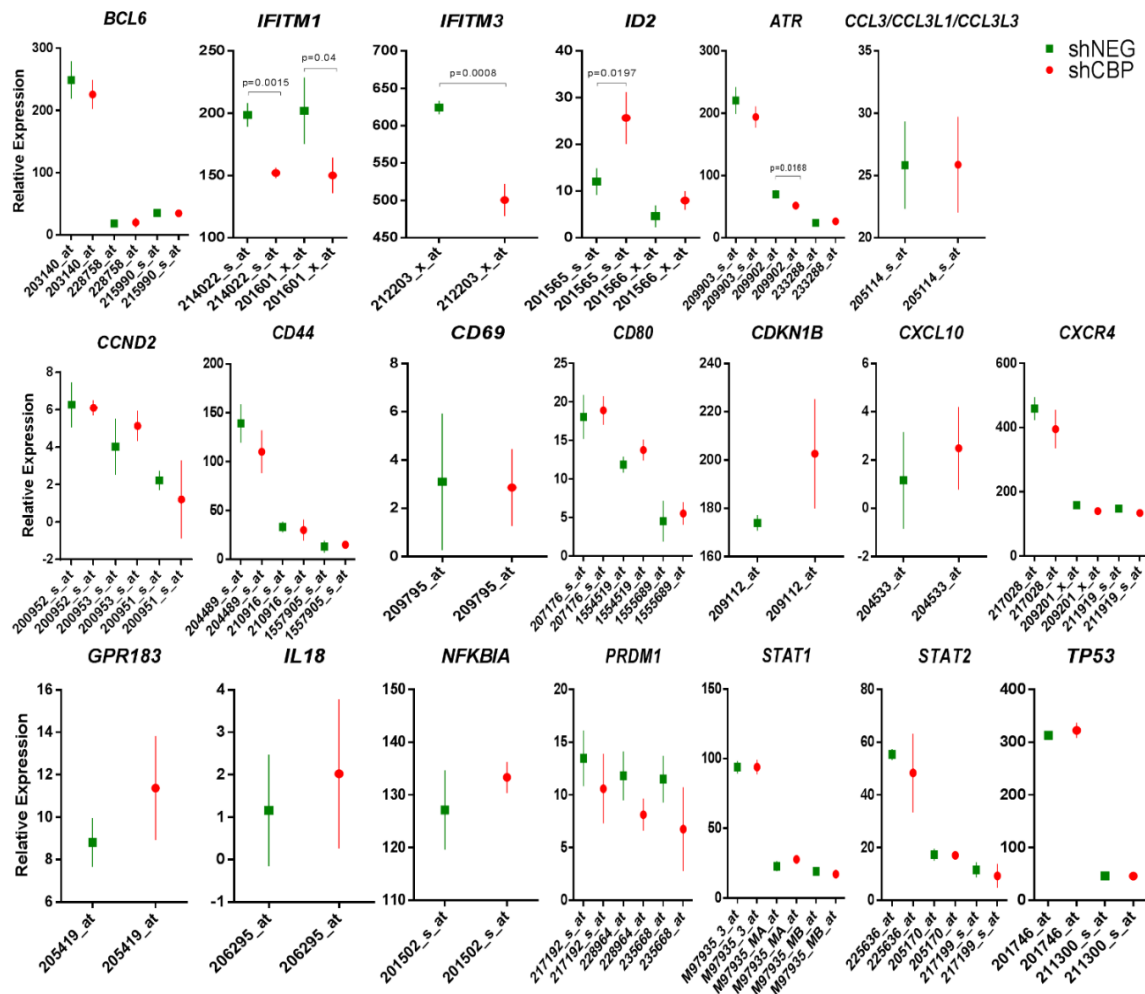 BCL6
IFITM1
IFITM3
ID2
ATR
CCL3/CCL3L1/CCL3L3
shNEG
shCBP
Relative Expression
300
200
100
0
203140_at
203140_at
228758_at
228758_at
215990_s_at
215990_s_at
250
200
150
100
p=0.0015
p=0.04
214022_s_at
214022_s_at
201601_x_at
201601_x_at
700
650
600
550
500
450
p=0.0008
212203_x_at
212203_x_at
40
30
20
10
0
p=0.0197
201565_s_at
201565_s_at
201566_x_at
201566_x_at
300
200
100
0
p=0.0168
209903_s_at
209903_s_at
209902_at
209902_at
233288_at
233288_at
35
30
25
20
205114_s_at
205114_s_at
CCND2
CD44
CD69
CD80
CDKN1B
CXCL10
CXCR4
Relative Expression
8
6
4
2
0
-2
200952_s_at
200952_s_at
200953_s_at
200953_s_at
200951_s_at
200951_s_at
200
150
100
50
0
204489_s_at
204489_s_at
210916_s_at
210916_s_at
1557905_s_at
1557905_s_at
8
6
4
2
0
209795_at
209795_at
25
20
15
10
5
0
207176_s_at
207176_s_at
1554519_at
1554519_at
1555689_at
1555689_at
240
220
200
180
160
209112_at
209112_at
6
4
2
0
-2
204533_at
204533_at
600
400
200
0
217028_at
217028_at
209201_x_at
209201_x_at
211919_s_at
211919_s_at
GPR183
IL18
NFKBIA
PRDM1
STAT1
STAT2
TP53
Relative Expression
16
14
12
10
8
6
205419_at
205419_at
4
3
2
1
0
-1
206295_at
206295_at
150
140
130
120
110
201502_s_at
201502_s_at
20
15
10
5
0
217192_s_at
217192_s_at
228964_at
228964_at
235668_at
235668_at
150
100
50
0
M97935_3_at
M97935_3_at
M97935_MA_at
M97935_MA_at
M97935_MB_at
M97935_MB_at
80
60
40
20
0
225636_at
225636_at
205170_at
205170_at
217199_s_at
217199_s_at
400
300
200
100
0
201746_at
201746_at
211300_s_at
211300_s_at